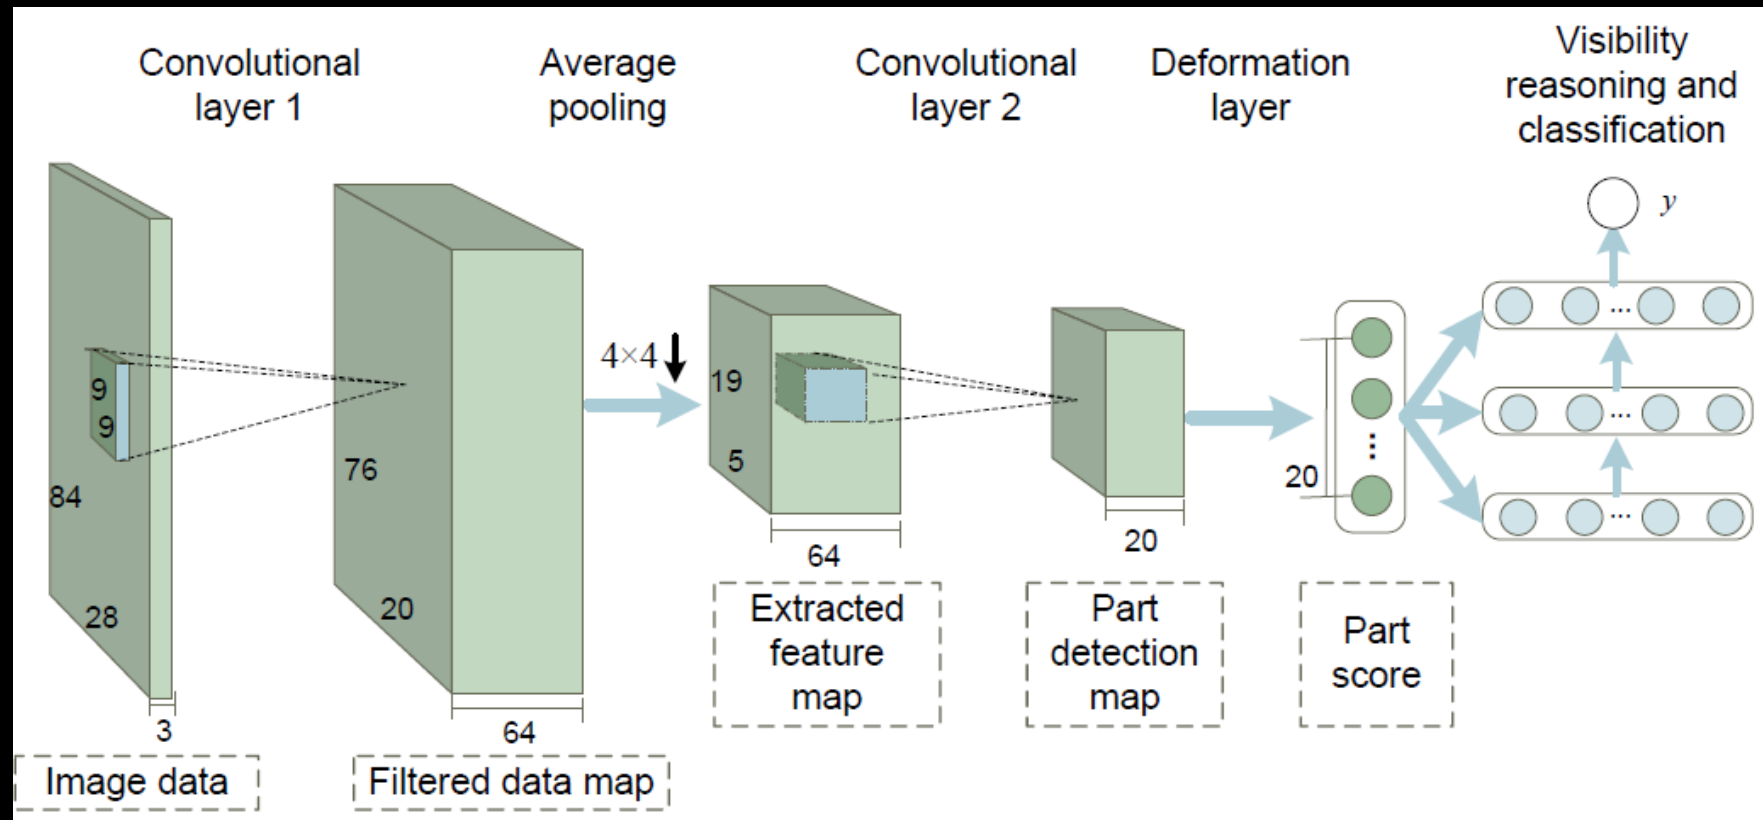 Convolutional
layer 1
Average
pooling
Convolutional
layer 2
Deformation
layer
Visibility
reasoning and
classification
y
9
9
84
28
3
Image data
76
20
64
Filtered data map
4×4
19
5
64
Extracted
feature
map
20
Part
detection
map
...
20
Part
score
...
...
...